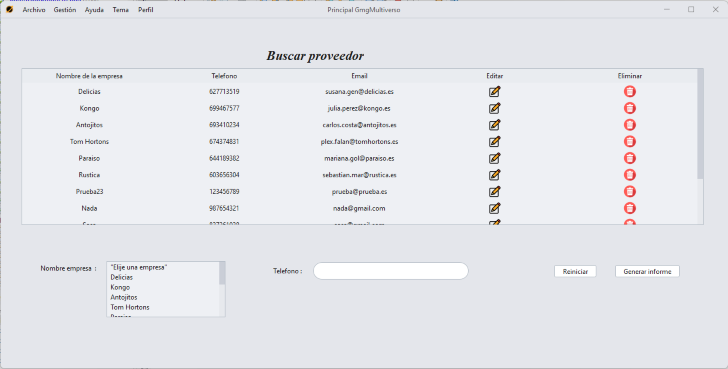 Archivo Gestión Ayuda Tema Perfil Principal GmgMultiverso
Buscar proveedor
Nombre de la empresa Telefono Email Editar Eliminar
Delicias 627713519 susana.gen@delicias.es
Kongo 699467577 julia.perez@kongo.es
Antojitos 693410234 carlos.costa@antojitos.es
Tom Hortons 674374831 plex.falan@tomhortons.es
Paraiso 644189382 mariana.gol@paraiso.es
Rustica 603656304 sebastian.mar@rustica.es
Prueba23 123456789 prueba@prueba.es
Nada 987654321 nada@gmail.com
Nombre empresa : "Elije una empresa" Telefono : Reiniciar Generar informe
Delicias
Kongo
Antojitos
Tom Hortons